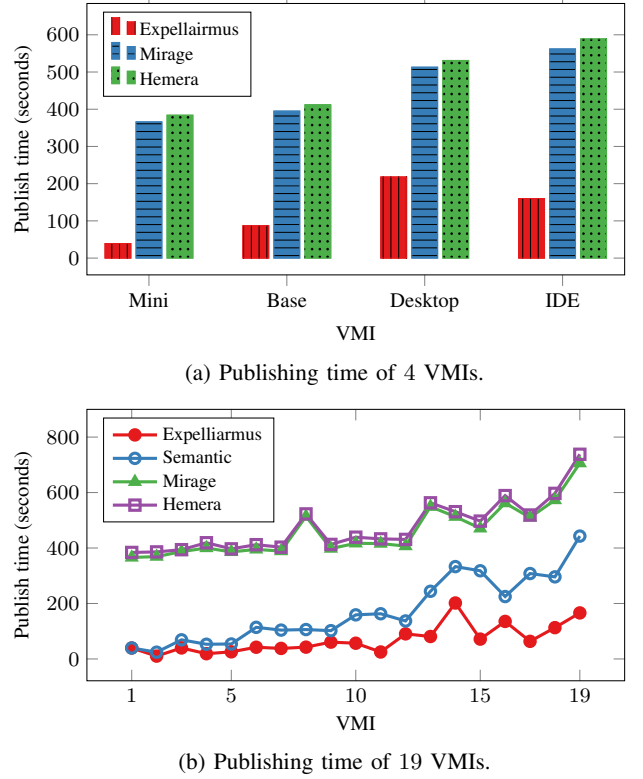 600
500
400
300
200
100
0
Publish time (seconds)
Expellairmus
Mirage
Hemera
Mini Base Desktop IDE
VMI
(a) Publishing time of 4 VMIs.
800
600
400
200
0
Publish time (seconds)
Expelliarmus
Semantic
Mirage
Hemera
1 5 10 15 19
VMI
(b) Publishing time of 19 VMIs.